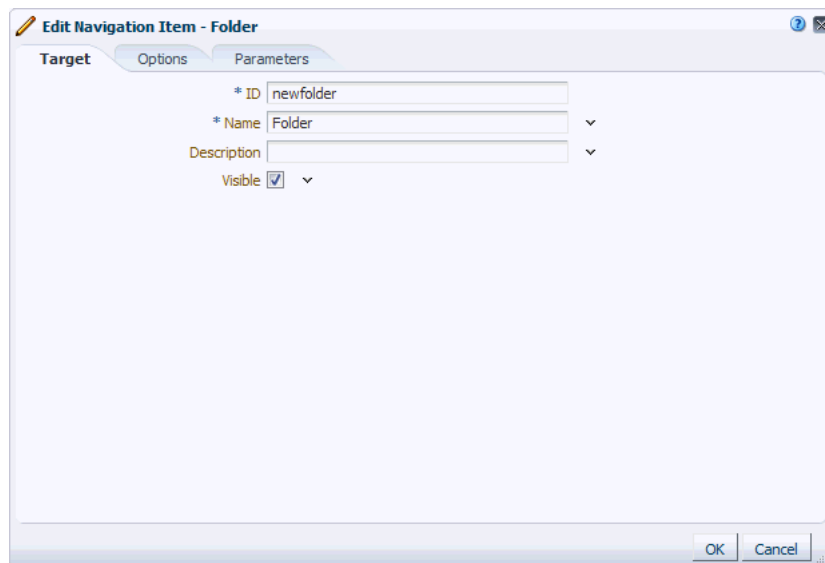 Edit Navigation Item - Folder
Target Options Parameters
* ID newfolder
* Name Folder
Description
Visible
OK Cancel